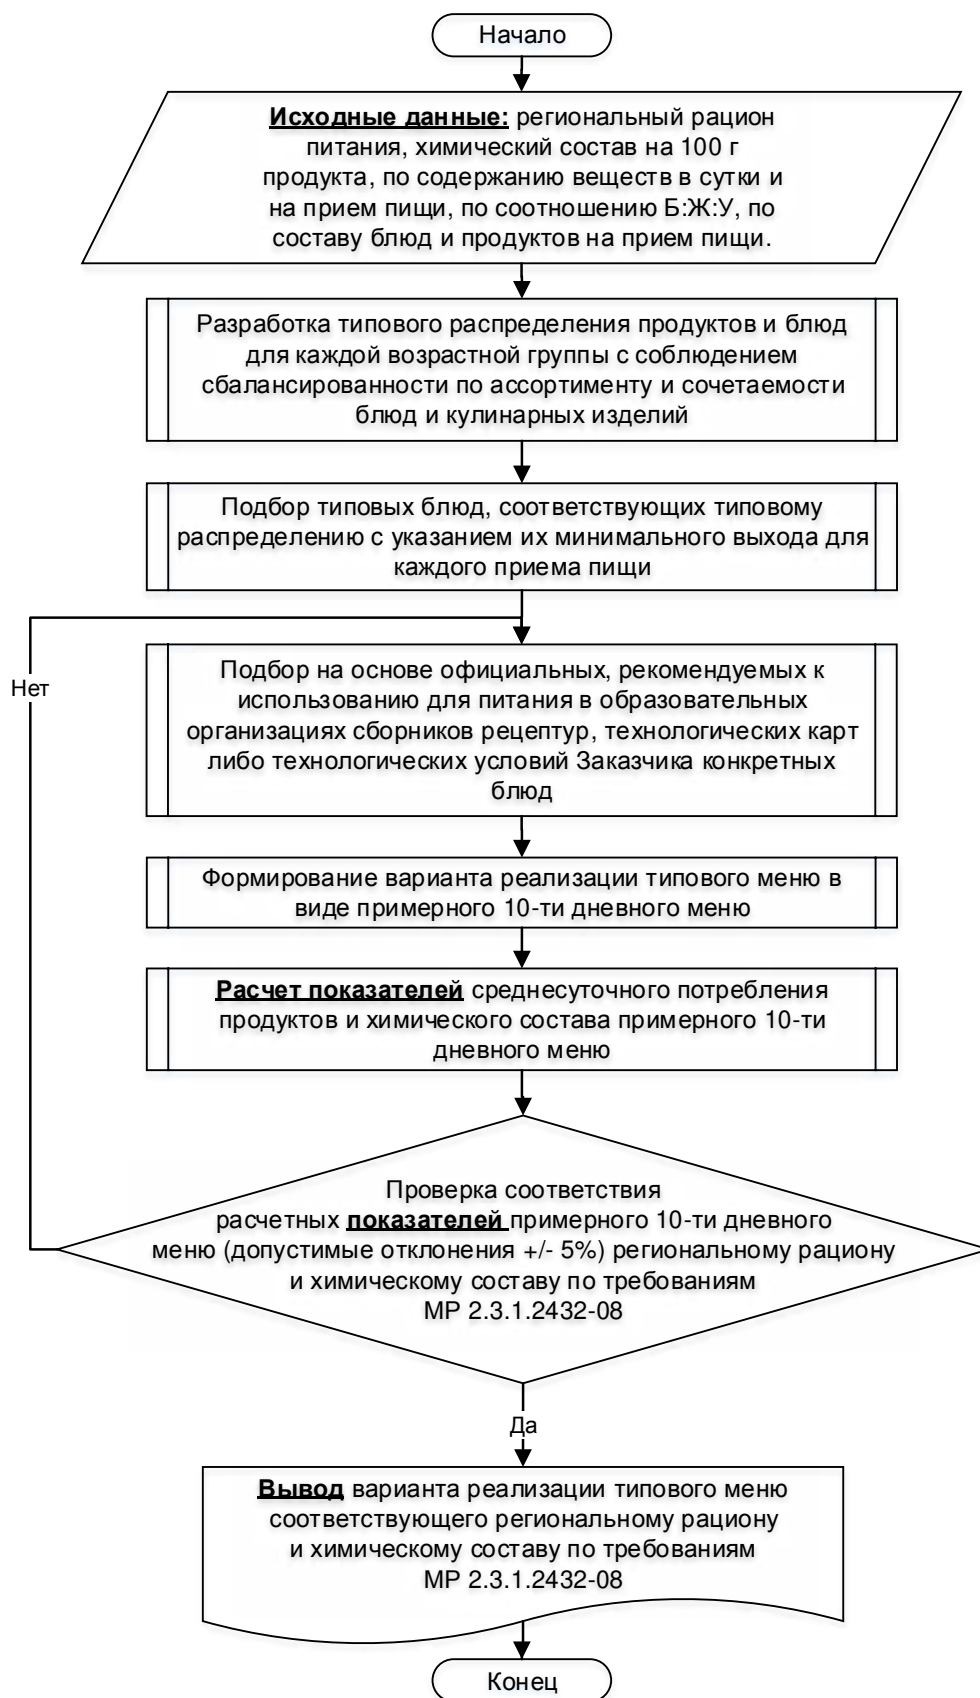 Начало
Исходные данные: региональный рацион
питания, химический состав на 100 г
продукта, по содержанию веществ в сутки и
на прием пищи, по соотношению Б:Ж:У, по
составу блюд и продуктов на прием пищи.
Разработка типового распределения продуктов и блюд
для каждой возрастной группы с соблюдением
сбалансированности по ассортименту и сочетаемости
блюд и кулинарных изделий
Подбор типовых блюд, соответствующих типовому
распределению с указанием их минимального выхода для
каждого приема пищи
Нет
Подбор на основе официальных, рекомендуемых к
использованию для питания в образовательных
организациях сборников рецептур, технологических карт
либо технологических условий Заказчика конкретных
блюд
Формирование варианта реализации типового меню в
виде примерного 10-ти дневного меню
Расчет показателей среднесуточного потребления
продуктов и химического состава примерного 10-ти
дневного меню
Проверка соответствия
расчетных показателей примерного 10-ти дневного
меню (допустимые отклонения +/- 5%) региональному рациону
и химическому составу по требованиям
МР 2.3.1.2432-08
Да
Вывод варианта реализации типового меню
соответствующего региональному рациону
и химическому составу по требованиям
МР 2.3.1.2432-08
Конец